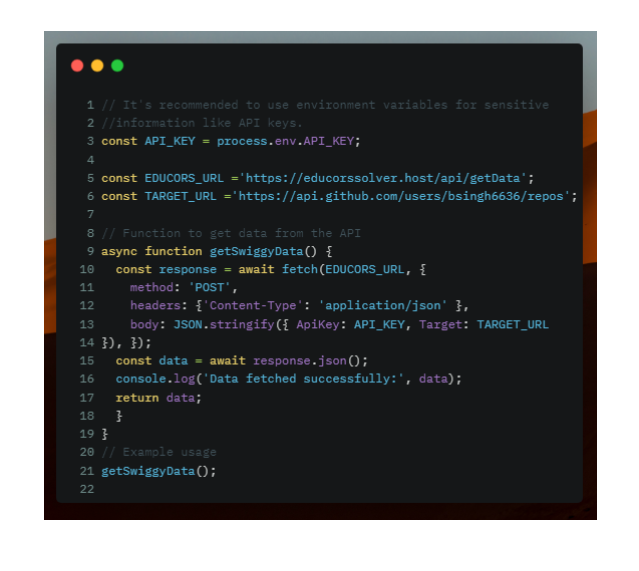 1 // It's recommended to use environment variables for sensitive
2 //information like API keys.
3 const API_KEY = process.env.API_KEY;
4
5 const EDUCORS_URL ='https://educorssolver.host/api/getData';
6 const TARGET_URL ='https://api.github.com/users/bsingh6636/repos';
7
8 // Function to get data from the API
9 async function getSwiggyData() {
10   const response = await fetch(EDUCORS_URL, {
11     method: 'POST',
12     headers: {'Content-Type': 'application/json' },
13     body: JSON.stringify({ ApiKey: API_KEY, Target: TARGET_URL
14 }), });
15   const data = await response.json();
16   console.log('Data fetched successfully:', data);
17   return data;
18   }
19 }
20 // Example usage
21 getSwiggyData();
22